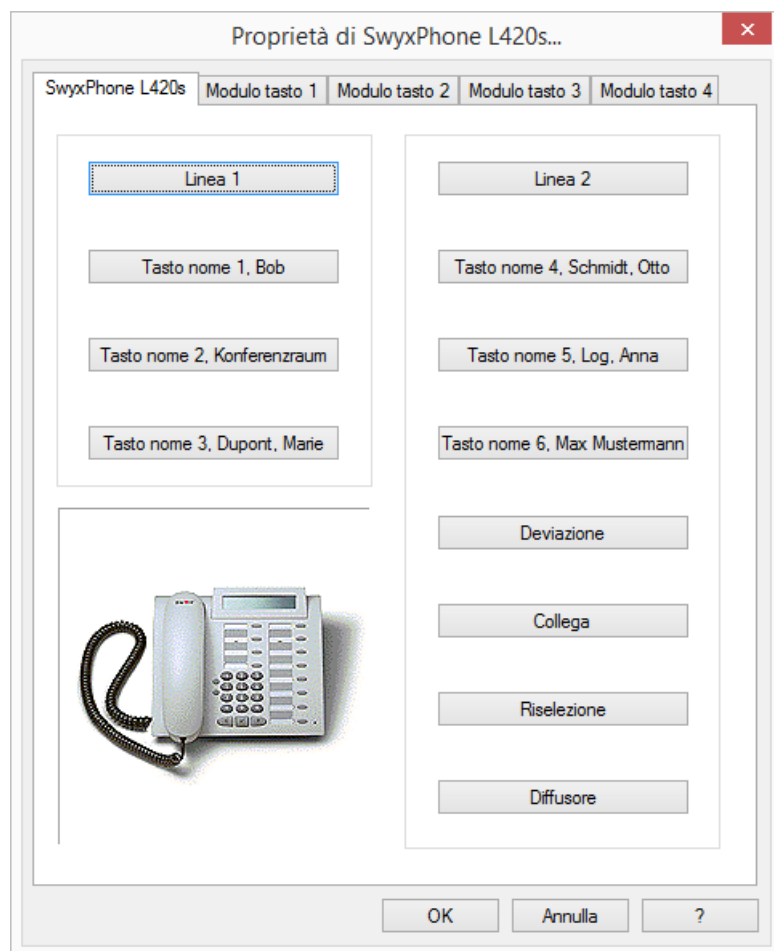 Proprietà di SwyxPhone L420s...
SwyxPhone L420s
Modulo tasto 1
Modulo tasto 2
Modulo tasto 3
Modulo tasto 4
Linea 1
Tasto nome 1, Bob
Tasto nome 2, Konferenzraum
Tasto nome 3, Dupont, Marie
Linea 2
Tasto nome 4, Schmidt, Otto
Tasto nome 5, Log, Anna
Tasto nome 6, Max Mustermann
Deviazione
Collega
Riselezione
Diffusore
OK
Annulla
?